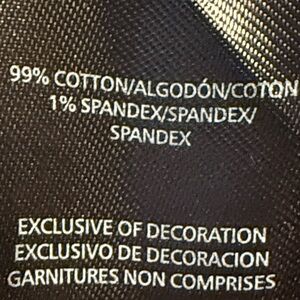 99% COTTON/ALGODÓN/COTON
1% SPANDEX/SPANDEX/
SPANDEX
EXCLUSIVE OF DECORATION
EXCLUSIVO DE DECORACION
GARNITURES NON COMPRISES